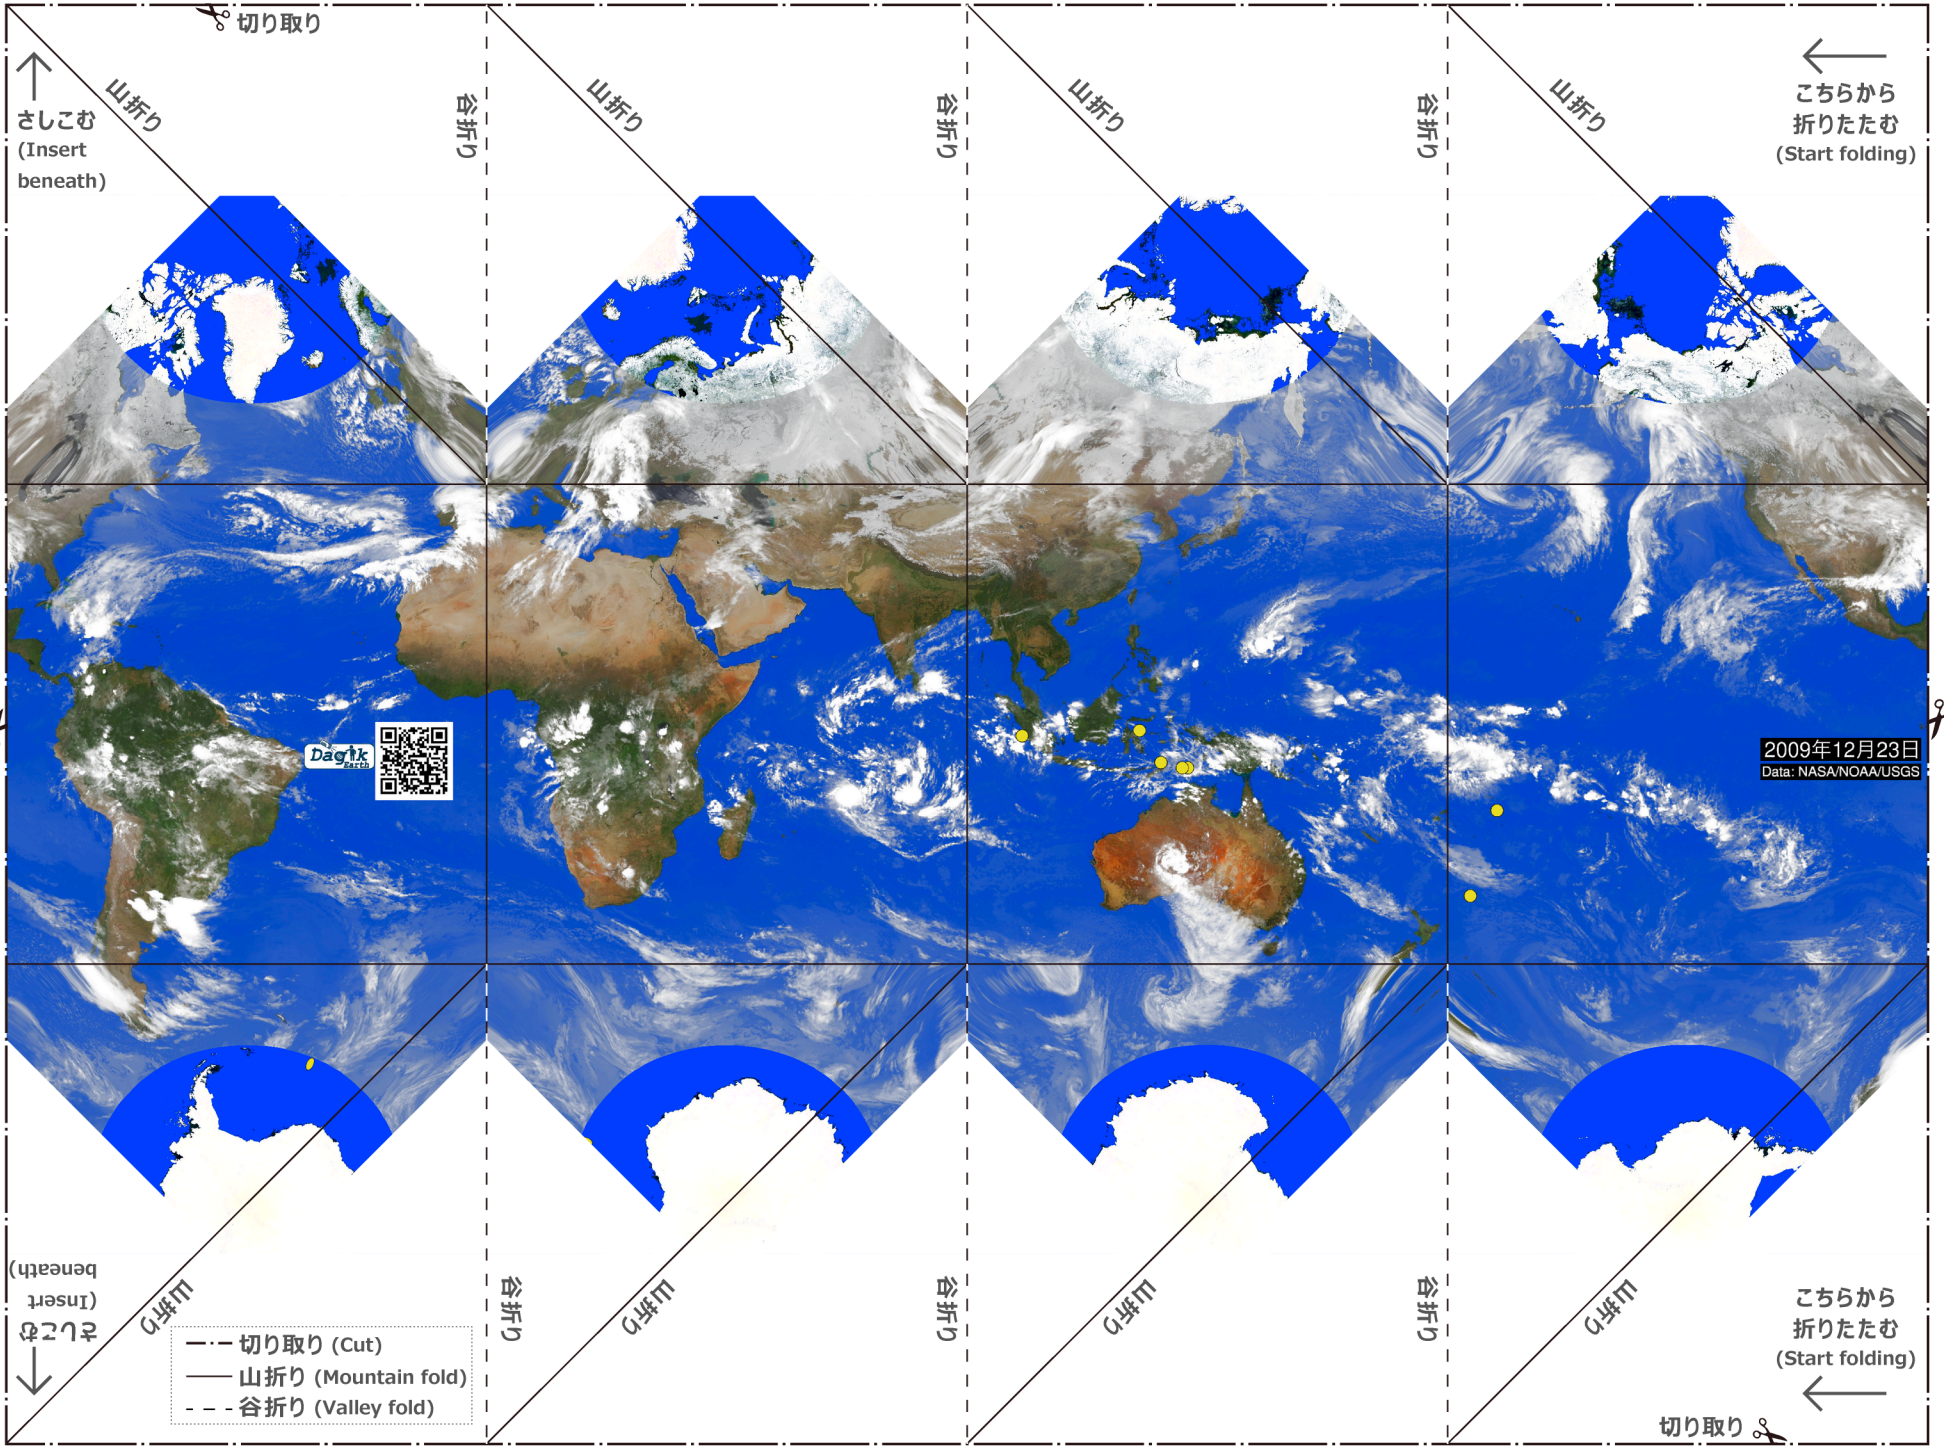 切り取り
さしこむ
(Insert
beneath)
山折り
谷折り
山折り
谷折り
山折り
谷折り
山折り
こちらから
折りたたむ
(Start folding)
Dagik
Earth
2009年12月23日
Data: NASA/NOAA/USGS
さしこむ
(Insert
beneath)
山折り
谷折り
山折り
谷折り
山折り
谷折り
山折り
こちらから
折りたたむ
(Start folding)
切り取り (Cut)
山折り (Mountain fold)
谷折り (Valley fold)
切り取り